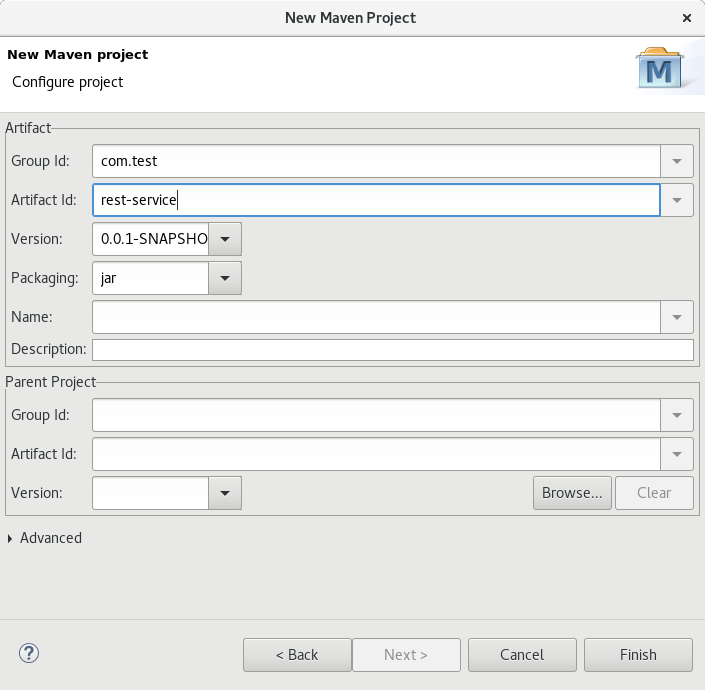 New Maven Project
New Maven project
Configure project
M
Artifact
Group Id: com.test
Artifact Id: rest-service
Version: 0.0.1-SNAPSHO
Packaging: jar
Name:
Description:
Parent Project
Group Id:
Artifact Id:
Version: Browse... Clear
Advanced
? < Back Next > Cancel Finish